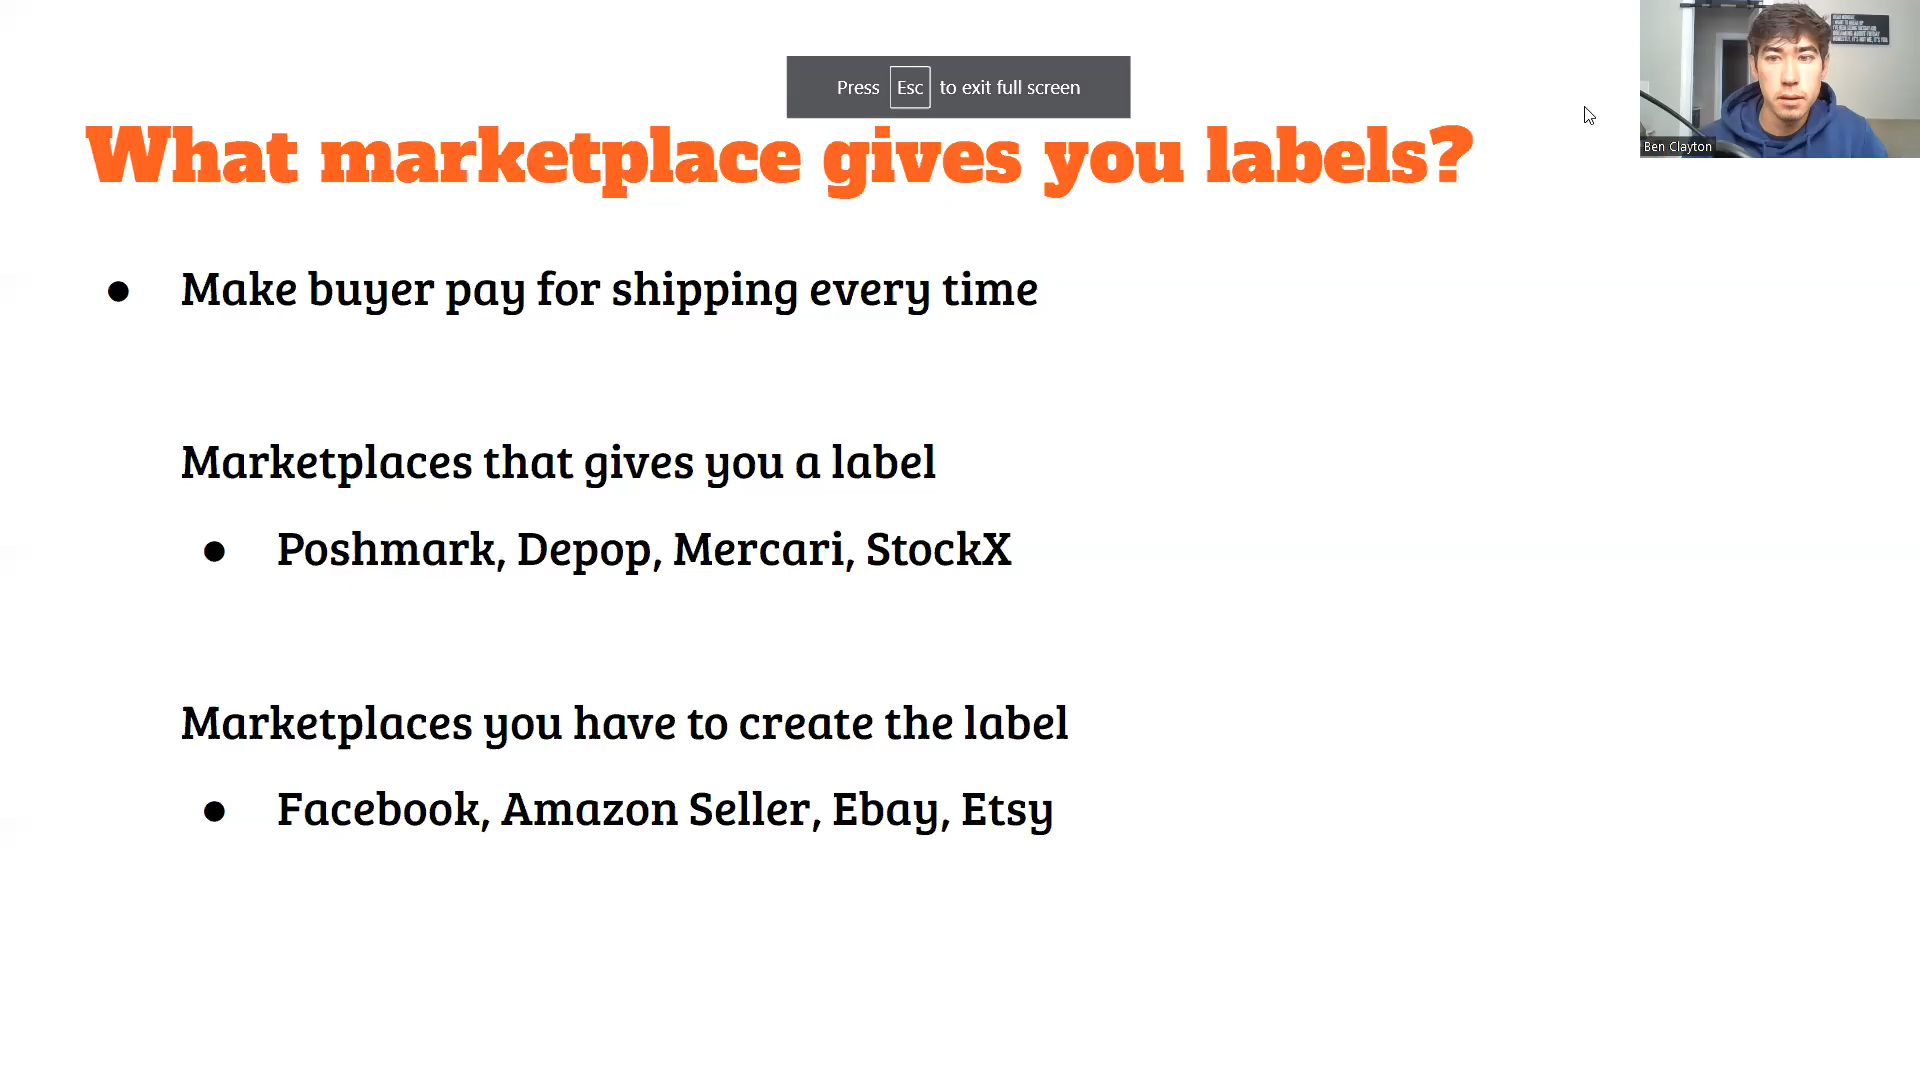 Press Esc to exit full screen
What marketplace gives you labels?
● Make buyer pay for shipping every time
Marketplaces that gives you a label
● Poshmark, Depop, Mercari, StockX
Marketplaces you have to create the label
● Facebook, Amazon Seller, Ebay, Etsy
Ben Clayton